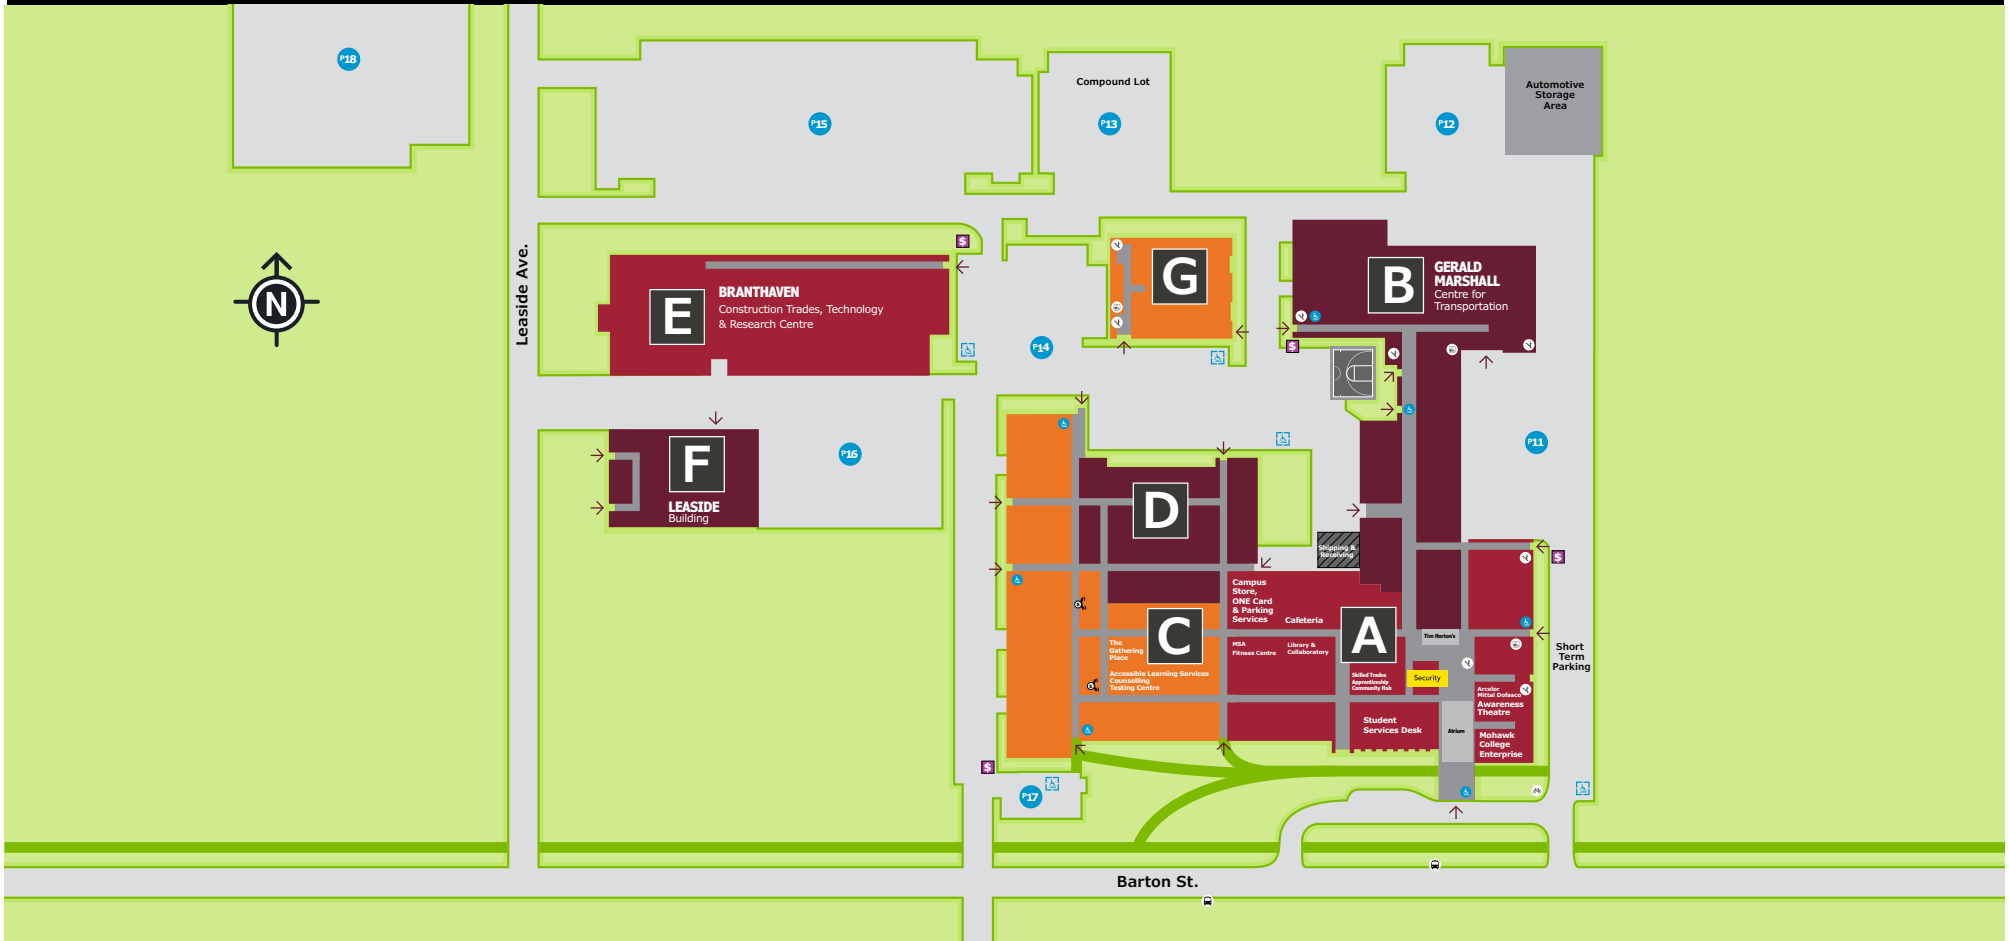 P18
Compound Lot
Automotive
Storage
Area
P15
P13
P12
Leaside Ave.
N
$
E
BRANTHAVEN
Construction Trades, Technology
& Research Centre
G
B
GERALD
MARSHALL
Centre for
Transportation
P14
$
F
LEASIDE
Building
P16
P11
D
Shipping &
Receiving
$
Campus
Store,
ONE Card
& Parking
Services
Cafeteria
C
A
Tim Horton's
The
Gathering
Place
MSA
Fitness Centre
Library &
Collaboratory
Short
Term
Parking
Accessible Learning Services
Counselling
Testing Centre
Skilled Trades
Apprenticeship
Community Hub
Security
Arcelor
Mittal Dofasco
Awareness
Theatre
Student
Services Desk
Atrium
Mohawk
College
Enterprise
$
P17
Barton St.